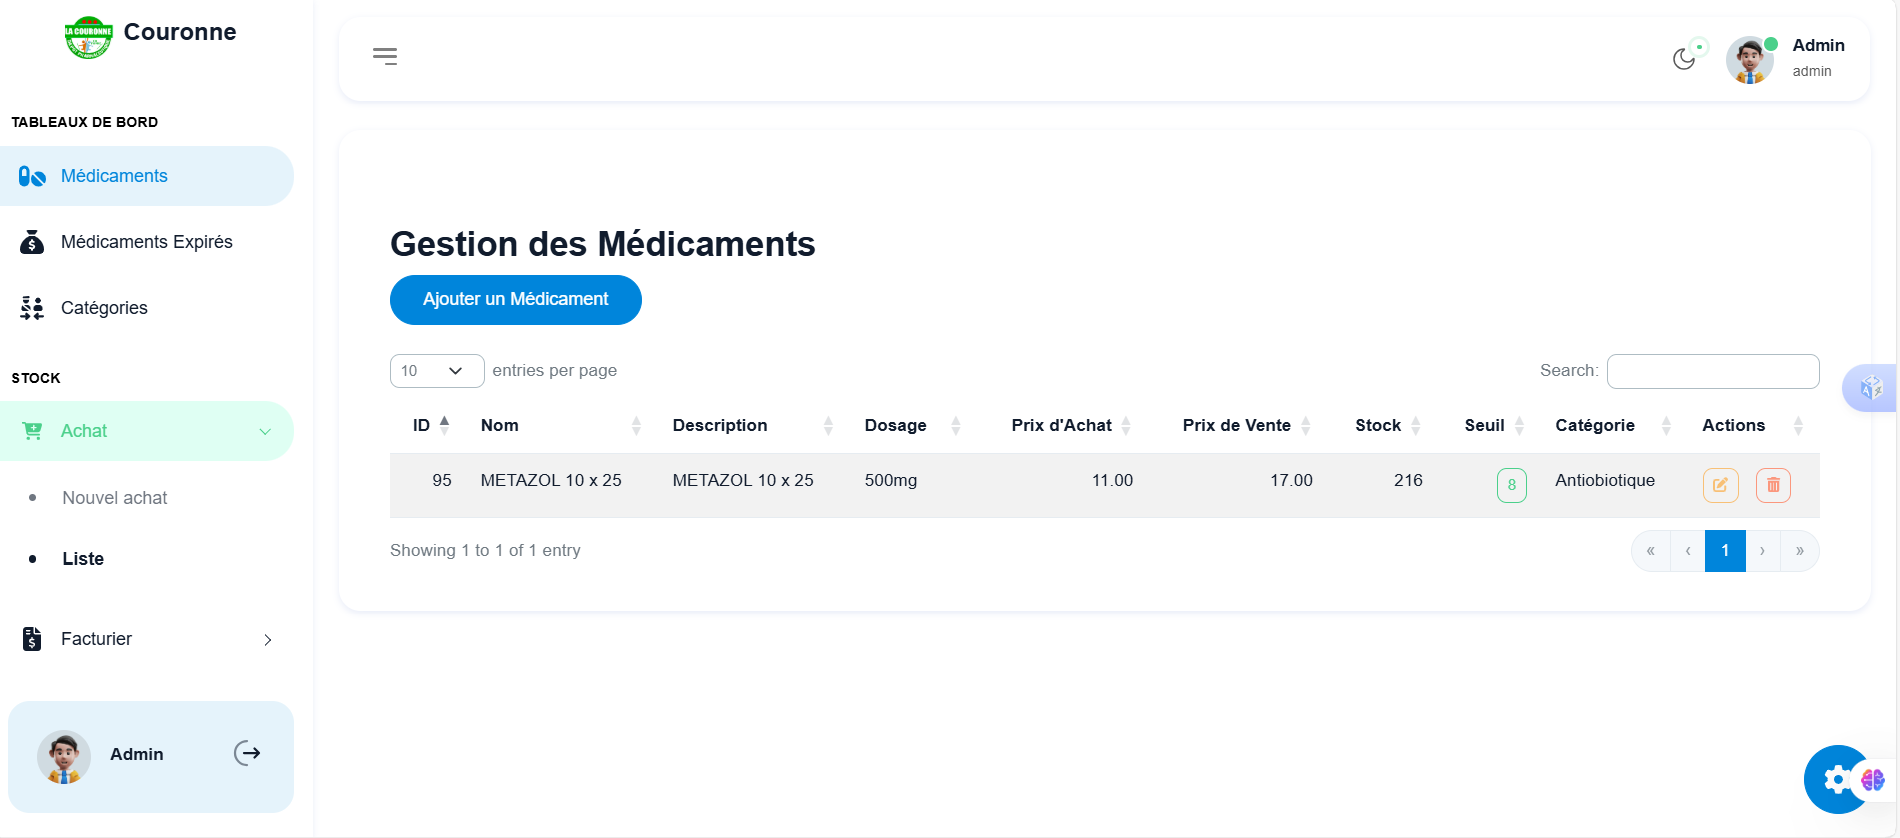 LA COURONNE
Couronne
Admin
admin
TABLEAUX DE BORD
Médicaments
Médicaments Expirés
Catégories
STOCK
Achat
Nouvel achat
Liste
Facturier
Admin
Gestion des Médicaments
Ajouter un Médicament
10 entries per page
Search:
ID Nom Description Dosage Prix d'Achat Prix de Vente Stock Seuil Catégorie Actions
95 METAZOL 10 x 25 METAZOL 10 x 25 500mg 11.00 17.00 216 8 Antiobiotique
Showing 1 to 1 of 1 entry
« ‹ 1 › »